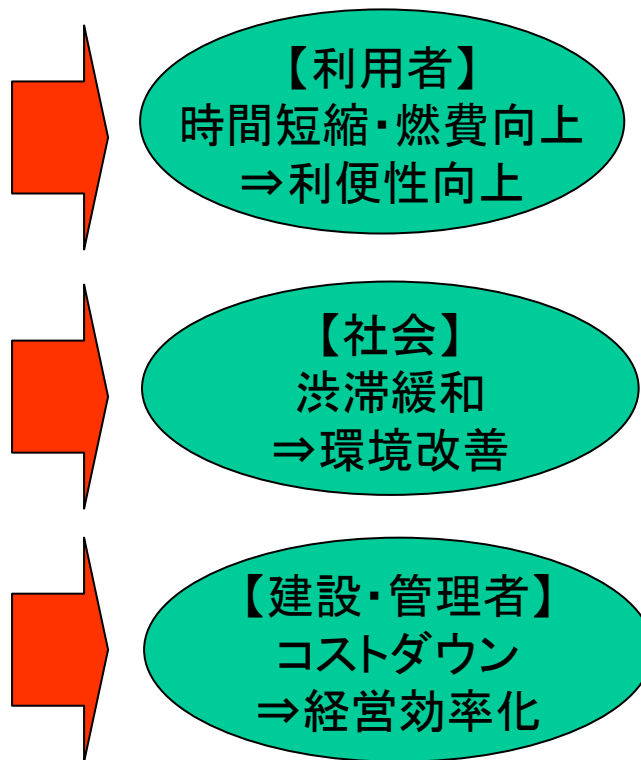 【利用者】
時間短縮・燃費向上
⇒利便性向上
【社会】
渋滞緩和
⇒環境改善
【建設・管理者】
コストダウン
⇒経営効率化